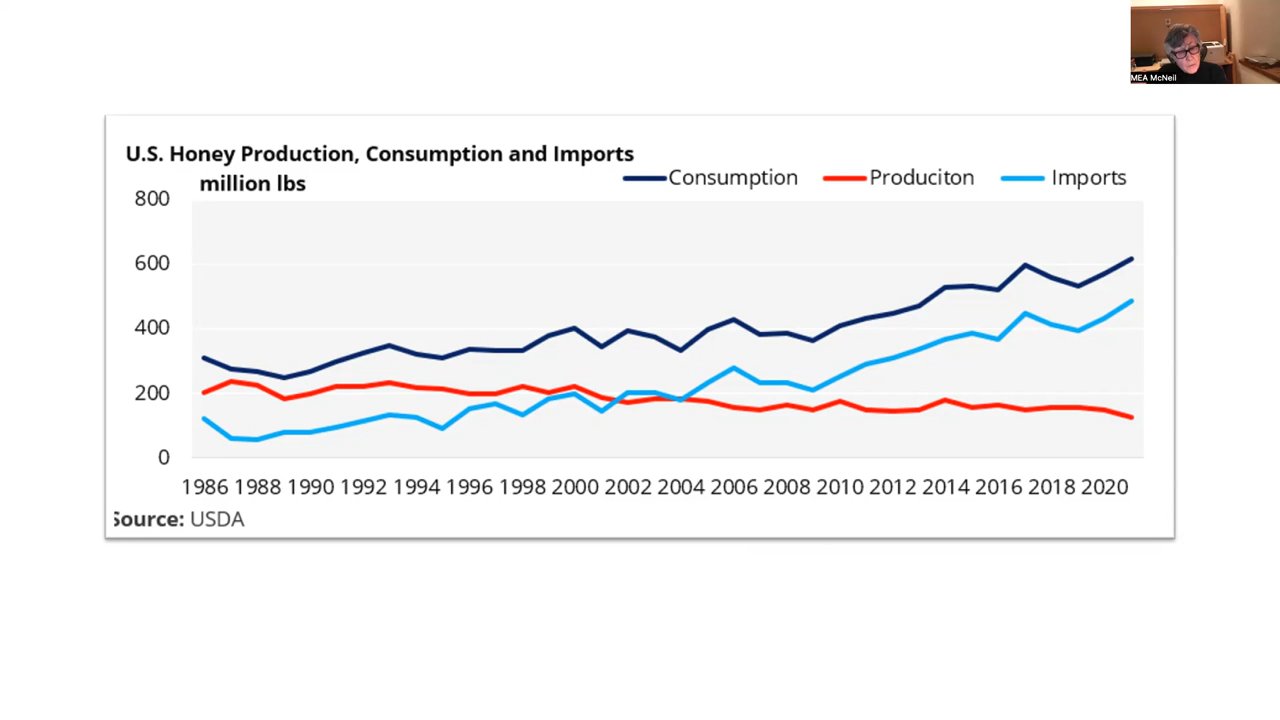 MEA McNeil
U.S. Honey Production, Consumption and Imports
million lbs
Consumption Produciton Imports
800
600
400
200
0
1986 1988 1990 1992 1994 1996 1998 2000 2002 2004 2006 2008 2010 2012 2014 2016 2018 2020
Source: USDA